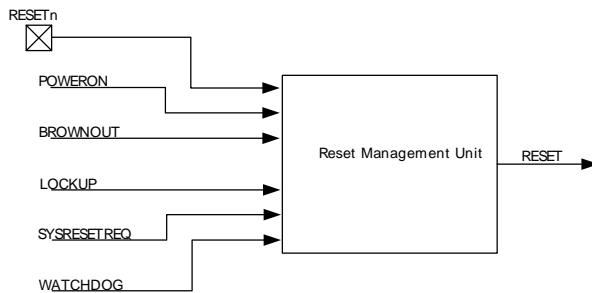 RESETn
POWERON
BROWNOUT
LOCKUP
SYSRESETREQ
WATCHDOG
Reset Management Unit
RESET